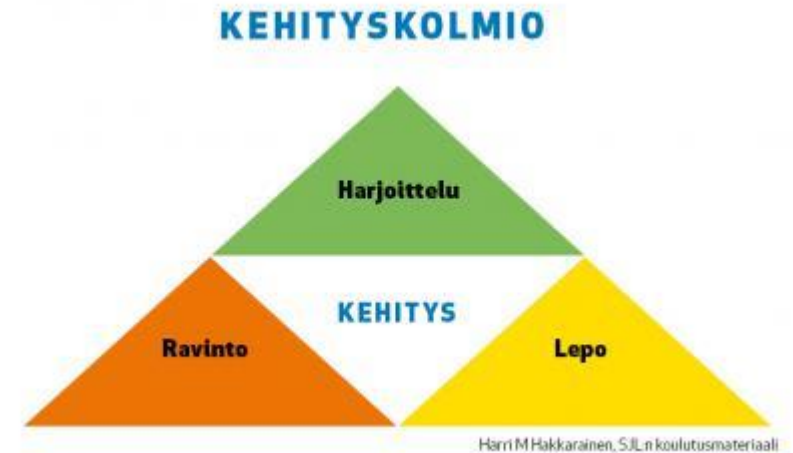 KEHITYSKOLMIO
Harjoittelu
KEHITYS
Ravinto
Lepo
Harri M Hakkarainen, SJL:n koulutusmateriaali